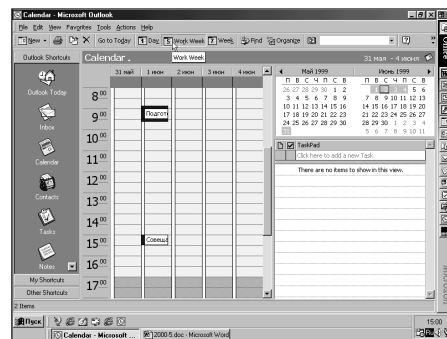 Calendar - Microsoft Outlook
File Edit View Favorites Tools Actions Help
New Go to Today 1 Day 5 Work Week 7 Week Find Organize
Outlook Shortcuts Calendar . Work Week 31 мая - 4 июня
31 май 1 июн 2 июн 3 июн 4 июн
Май 1999 Июнь 1999
П В С Ч П С В П В С Ч П С В
26 27 28 29 30 1 2 1 2 3 4 5 6
3 4 5 6 7 8 9 7 8 9 10 11 12 13
10 11 12 13 14 15 16 14 15 16 17 18 19 20
17 18 19 20 21 22 23 21 22 23 24 25 26 27
24 25 26 27 28 29 30 28 29 30 1 2 3 4
31 5 6 7 8 9 10 11
Outlook Today
Inbox
Calendar
Contacts
Tasks
Notes
My Shortcuts
Other Shortcuts
8 00
9 00 Подгот
10 00
11 00
12 00
13 00
14 00
15 00 Совеща
16 00
17 00
TaskPad
Click here to add a new Task
There are no items to show in this view.
2 Items
Office
Пуск 15:00
Calendar - Microsoft ... 2000-5.doc - Microsoft Word Ru